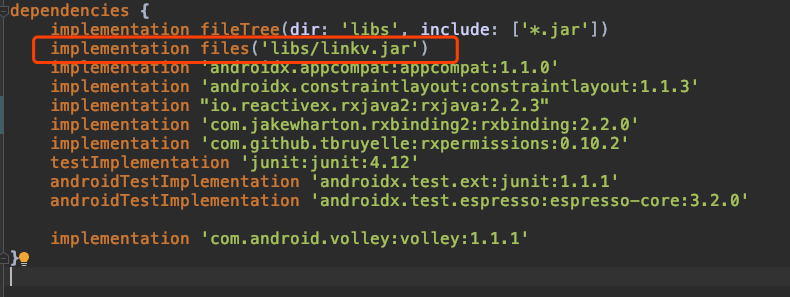 dependencies {
implementation fileTree(dir: 'libs', include: ['*.jar'])
implementation files('libs/linkv.jar')
implementation 'androidx.appcompat:appcompat:1.1.0'
implementation 'androidx.constraintlayout:constraintlayout:1.1.3'
implementation "io.reactivex.rxjava2:rxjava:2.2.3"
implementation 'com.jakewharton.rxbinding2:rxbinding:2.2.0'
implementation 'com.github.tbruyelle:rxpermissions:0.10.2'
testImplementation 'junit:junit:4.12'
androidTestImplementation 'androidx.test.ext:junit:1.1.1'
androidTestImplementation 'androidx.test.espresso:espresso-core:3.2.0'
implementation 'com.android.volley:volley:1.1.1'
}